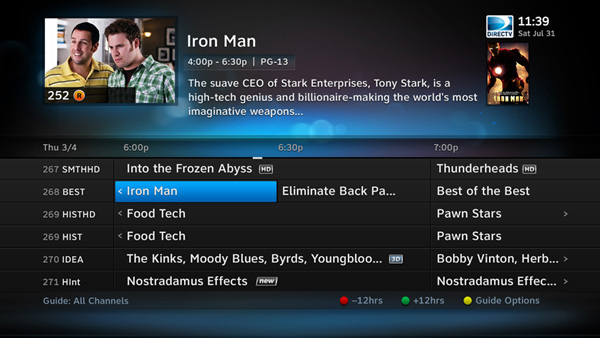 Iron Man
DIRECTV
11:39
Sat Jul 31
4:00p - 6:30p | PG-13
The suave CEO of Stark Enterprises, Tony Stark, is a
high-tech genius and billionaire-making the world's most
imaginative weapons...
252 R
IRON MAN
Thu 3/4 6:00p 6:30p 7:00p
267 SMTHHD Into the Frozen Abyss HD Thunderheads HD
268 BEST < Iron Man Eliminate Back Pa... Best of the Best
269 HISTHD < Food Tech Pawn Stars >
269 HIST < Food Tech Pawn Stars
270 IDEA The Kinks, Moody Blues, Byrds, Youngbloo... 3D Bobby Vinton, Herb... >
271 HInt Nostradamus Effects new Nostradamus Effec... >
Guide: All Channels −12hrs +12hrs Guide Options